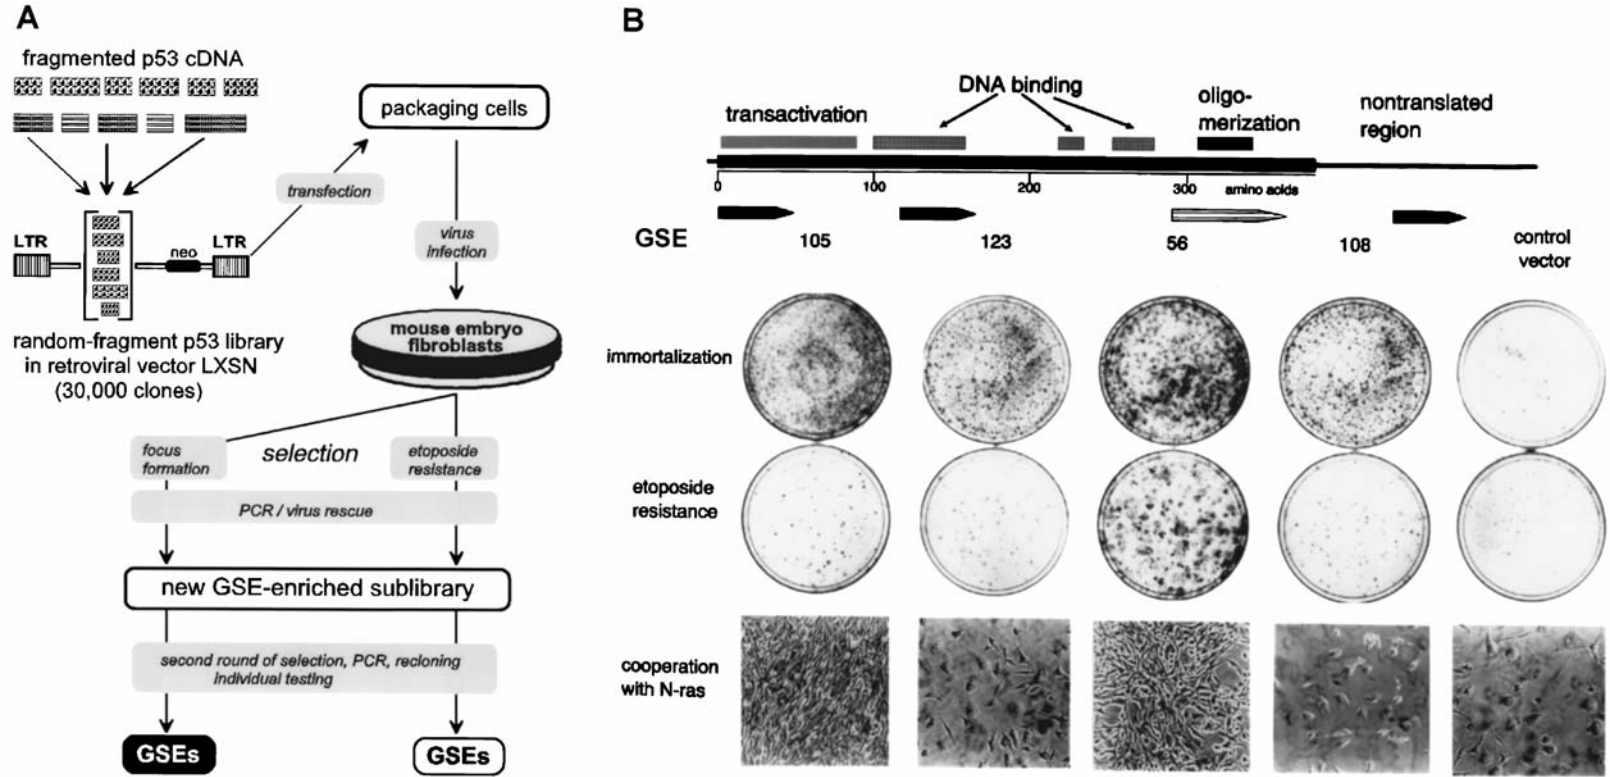 A
fragmented p53 cDNA
packaging cells
transfection
LTR
neo
LTR
virus
infection
random-fragment p53 library
in retroviral vector LXSN
(30,000 clones)
mouse embryo
fibroblasts
focus
formation
selection
etoposide
resistance
PCR / virus rescue
new GSE-enriched sublibrary
second round of selection, PCR, recloning
individual testing
GSEs
GSEs
B
transactivation
DNA binding
oligo-
merization
nontranslated
region
0
100
200
300
amino acids
GSE
105
123
56
108
control
vector
immortalization
etoposide
resistance
cooperation
with N-ras